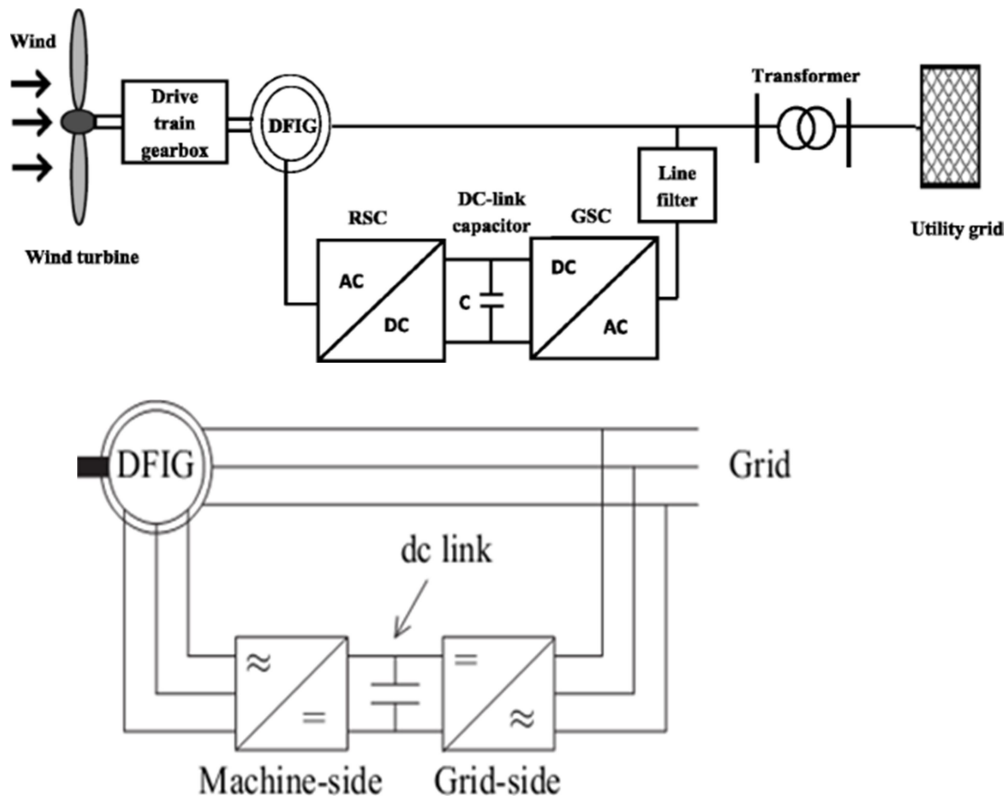 Wind
Drive
train
gearbox
DFIG
Transformer
Line
filter
DC-link
capacitor
RSC
GSC
Utility grid
Wind turbine
AC
DC
C
DC
AC
DFIG
Grid
dc link
≈
=
=
≈
Machine-side
Grid-side